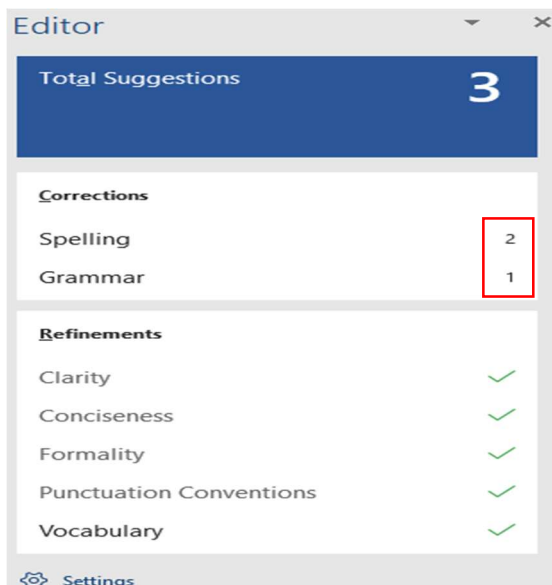 Editor
Total Suggestions 3
Corrections
Spelling 2
Grammar 1
Refinements
Clarity
Conciseness
Formality
Punctuation Conventions
Vocabulary
Settings